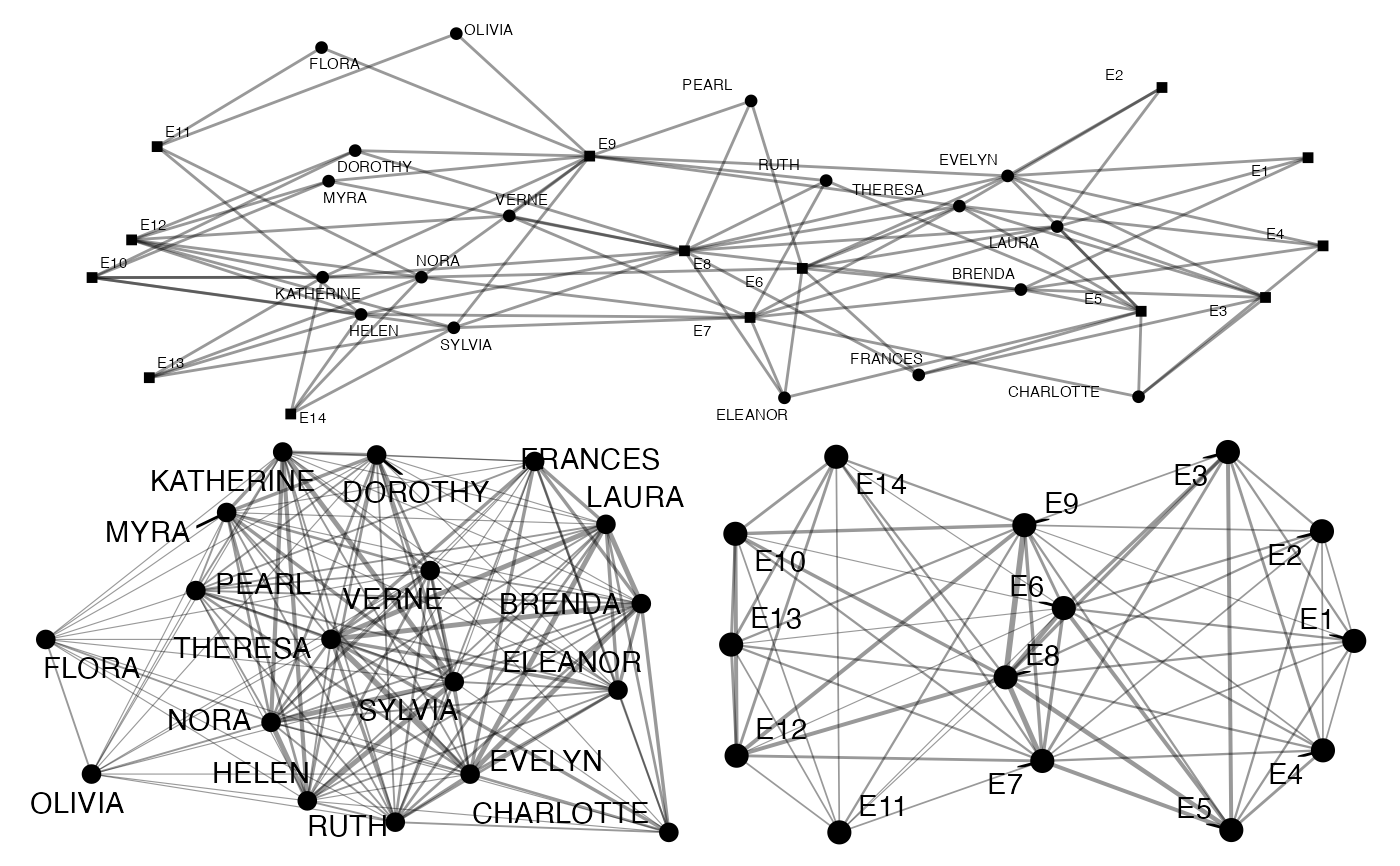 OLIVIA
FLORA
E2
PEARL
E11
E9
DOROTHY
RUTH
EVELYN
E1
MYRA
VERNE
THERESA
E12
LAURA
E4
E10
NORA
E8
BRENDA
E6
KATHERINE
E5
E3
HELEN
SYLVIA
E7
E13
FRANCES
CHARLOTTE
E14
ELEANOR
KATHERINE
DOROTHY
FRANCES
LAURA
MYRA
PEARL
VERNE
BRENDA
THERESA
ELEANOR
FLORA
SYLVIA
NORA
HELEN
EVELYN
OLIVIA
RUTH
CHARLOTTE
E14
E3
E9
E10
E2
E6
E13
E1
E8
E12
E7
E4
E11
E5